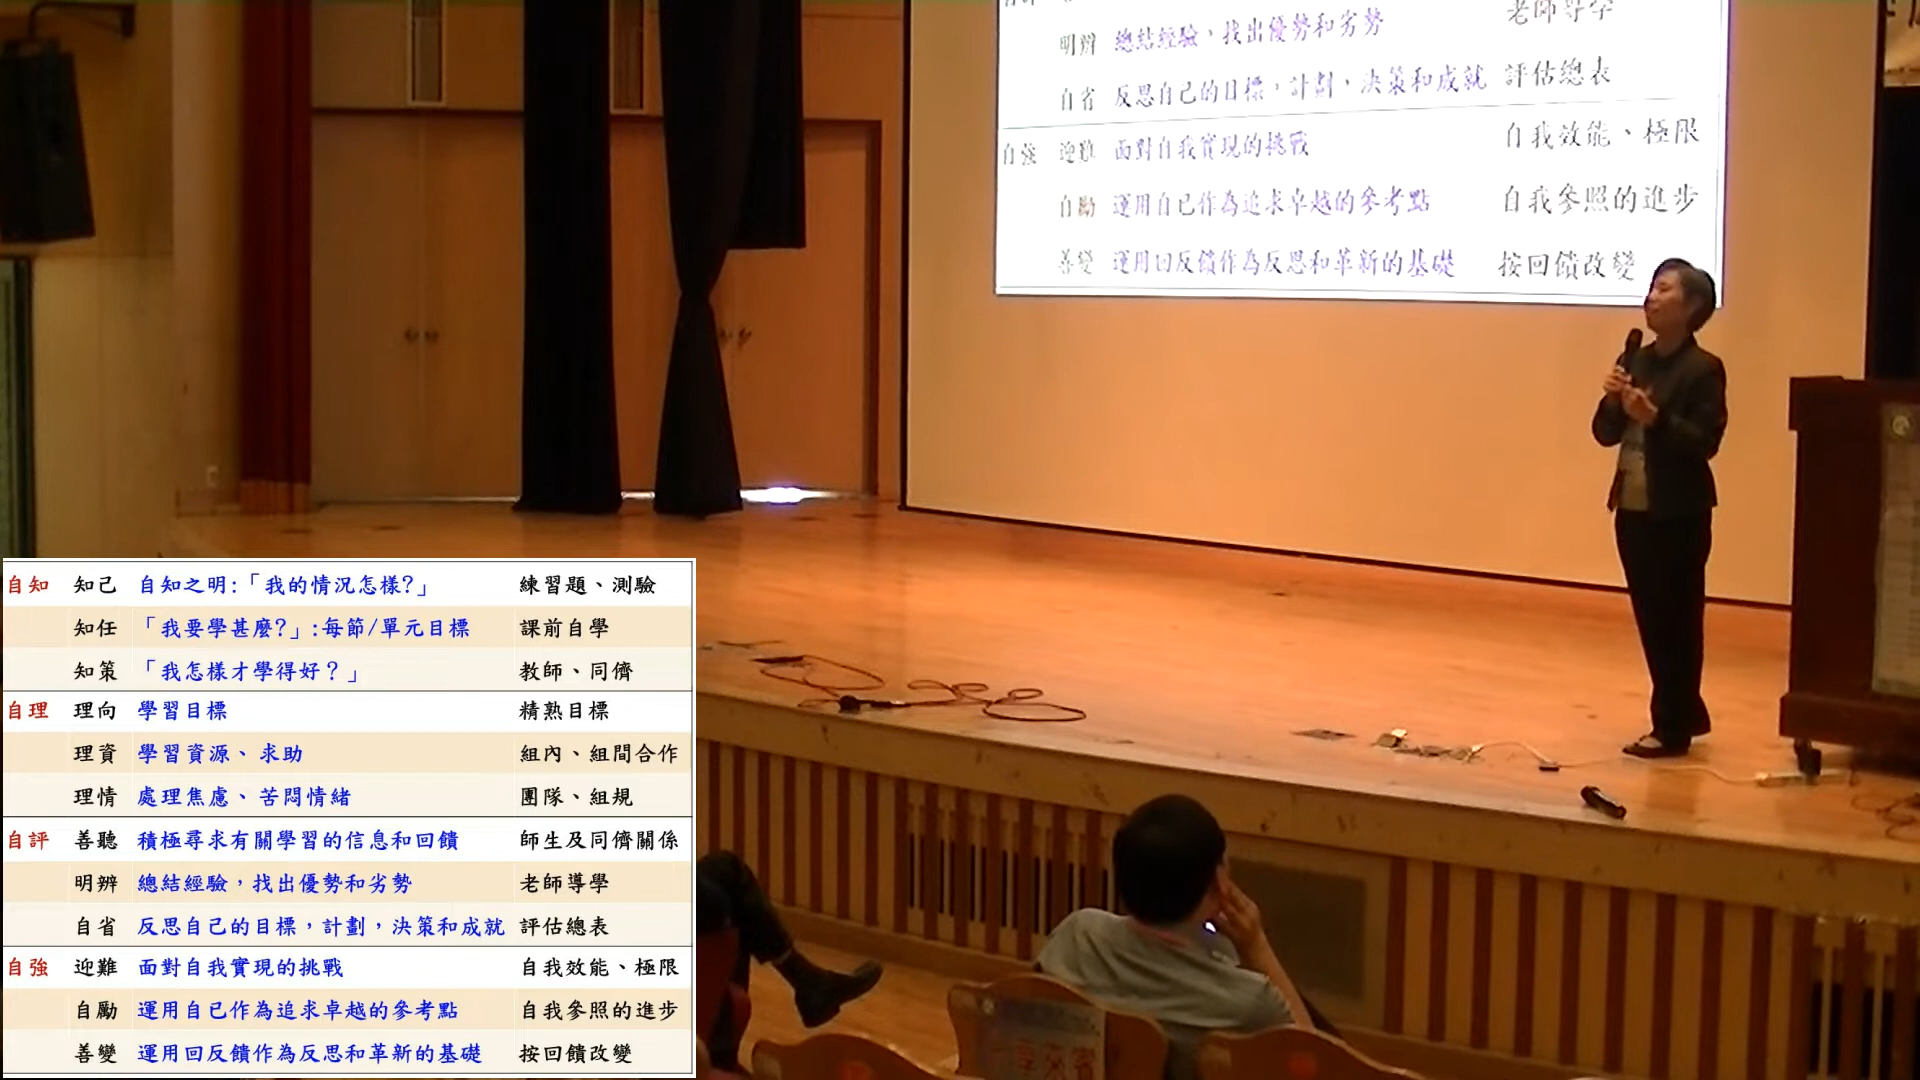 明辨 總結經驗，找出優勢和劣勢 老師導學
自省 反思自己的目標，計劃，決策和成就 評估總表
自強 迎難 面對自我實現的挑戰 自我效能、極限
自勵 運用自己作為追求卓越的參考點 自我參照的進步
善變 運用回反饋作為反思和革新的基礎 按回饋改變
自知 知己 自知之明:「我的情況怎樣?」 練習題、測驗
知任 「我要學甚麼?」:每節/單元目標 課前自學
知策 「我怎樣才學得好？」 教師、同儕
自理 理向 學習目標 精熟目標
理資 學習資源、求助 組內、組間合作
理情 處理焦慮、苦悶情緒 團隊、組規
自評 善聽 積極尋求有關學習的信息和回饋 師生及同儕關係
明辨 總結經驗，找出優勢和劣勢 老師導學
自省 反思自己的目標，計劃，決策和成就 評估總表
自強 迎難 面對自我實現的挑戰 自我效能、極限
自勵 運用自己作為追求卓越的參考點 自我參照的進步
善變 運用回反饋作為反思和革新的基礎 按回饋改變